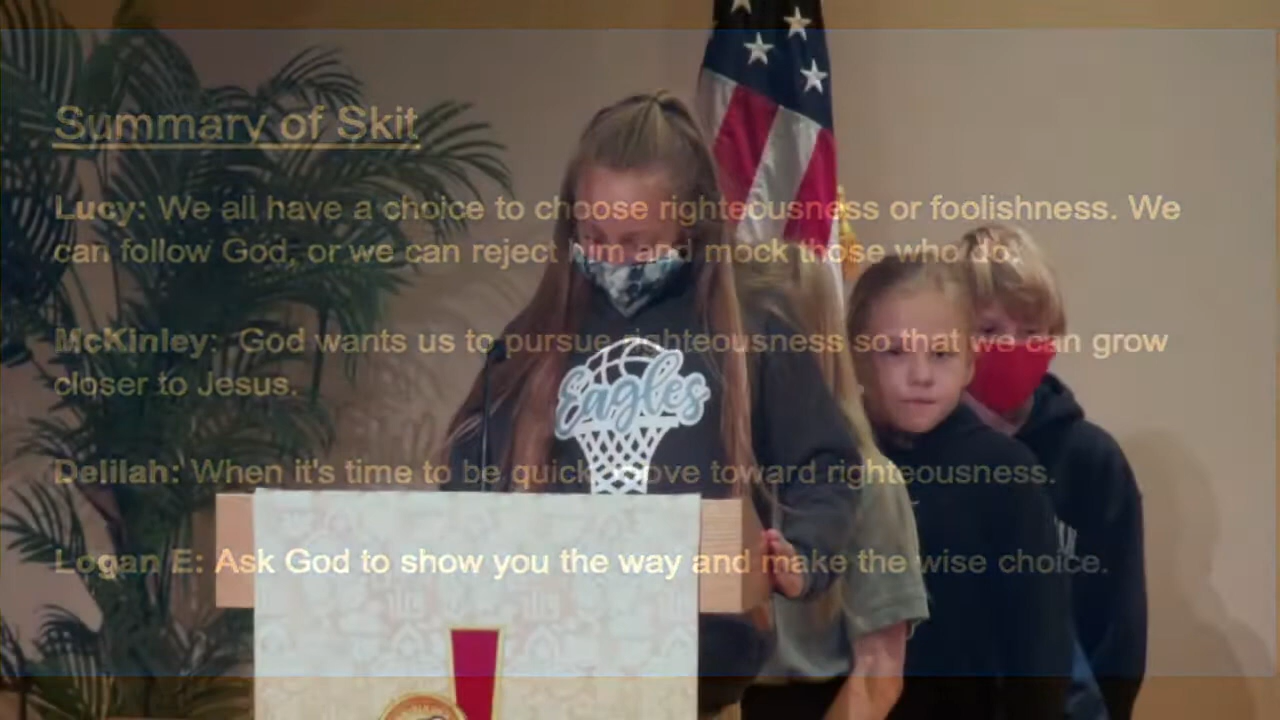 Summary of Skit
Lucy: We all have a choice to choose righteousness or foolishness. We
can follow God, or we can reject him and mock those who do.
McKinley: God wants us to pursue righteousness so that we can grow
closer to Jesus.
Eagles
Delilah: When it's time to be quick, move toward righteousness.
Logan E: Ask God to show you the way and make the wise choice.